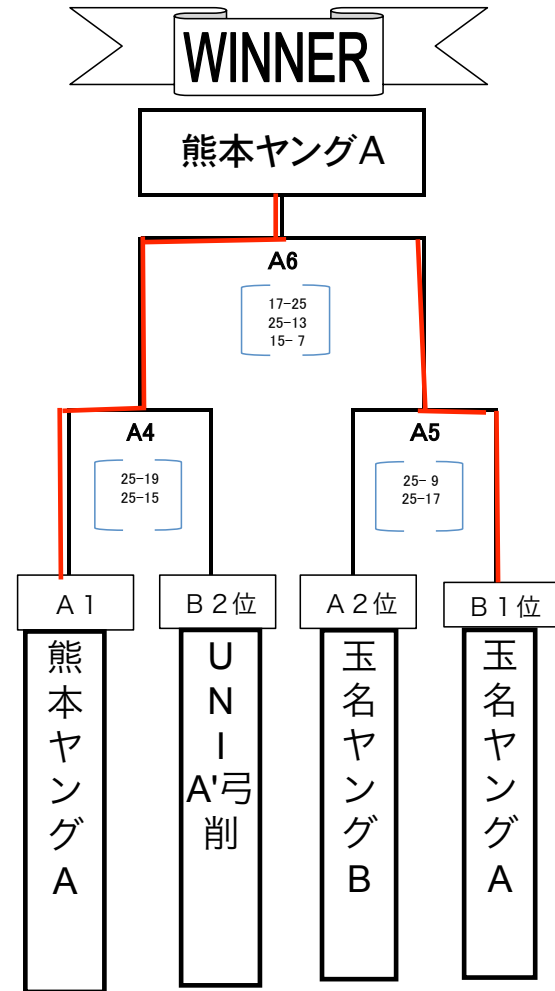 WINNER
熊本ヤングA
A6
17-25
25-13
15- 7
A4
25-19
25-15
A5
25- 9
25-17
A1
B2位
A2位
B1位
熊本ヤングA
UNIA'弓削
玉名ヤングB
玉名ヤングA